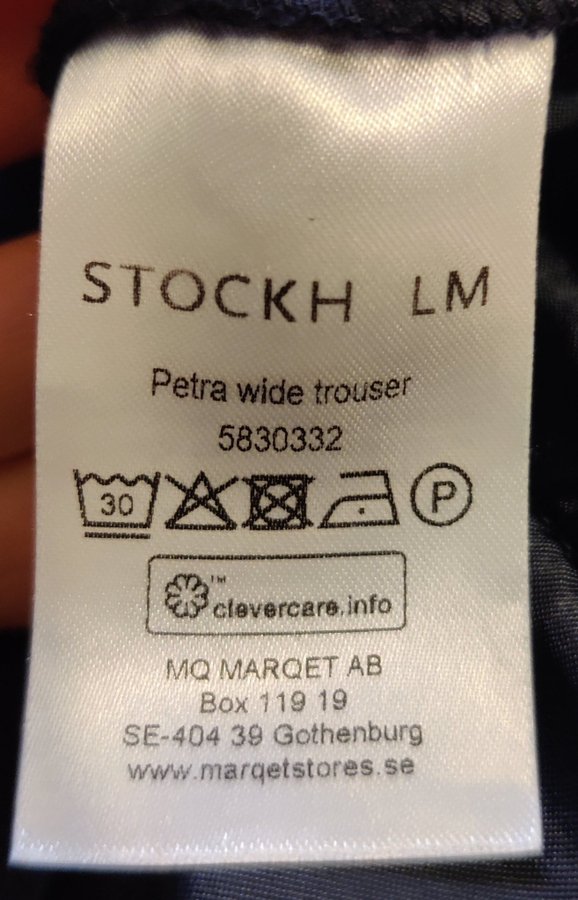 STOCKH LM
Petra wide trouser
5830332
30 P
™ clevercare.info
MQ MARQET AB
Box 119 19
SE-404 39 Gothenburg
www.marqetstores.se